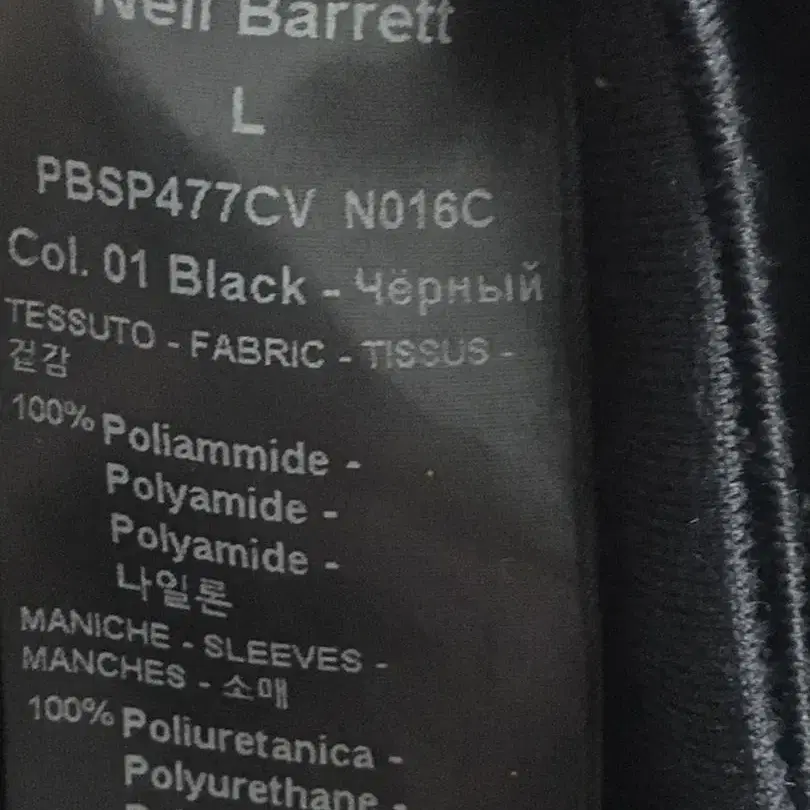 Neil Barrett
L
PBSP477CV N016C
Col. 01 Black - Чёрный
TESSUTO - FABRIC - TISSUS -
겉감
100% Poliammide -
Polyamide -
Polyamide -
나일론
MANICHE - SLEEVES -
MANCHES - 소매
100% Poliuretanica -
Polyurethane -